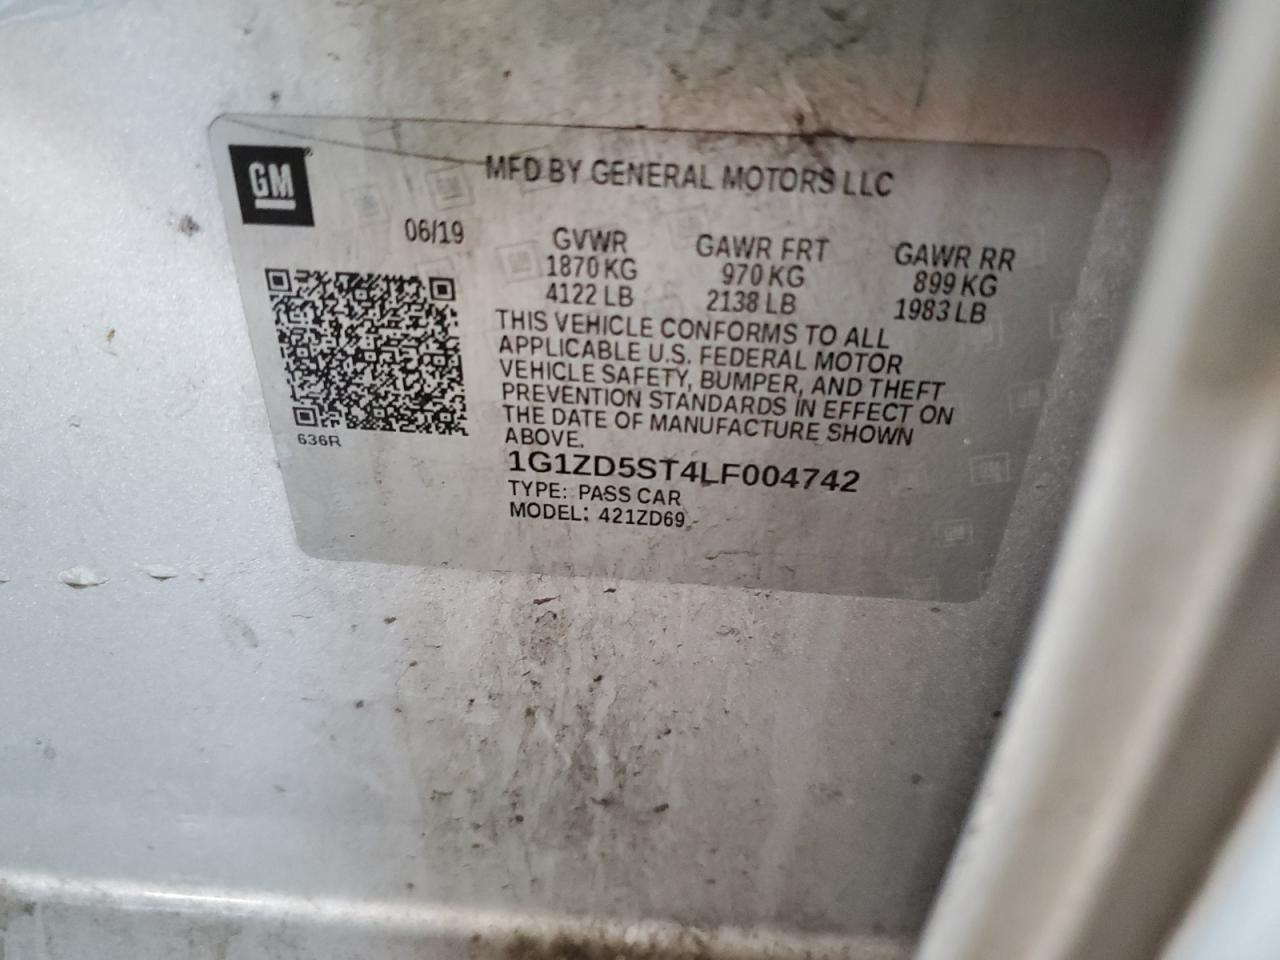 GM
MFD BY GENERAL MOTORS LLC
06/19
GVWR GAWR FRT GAWR RR
1870 KG 970 KG 899 KG
4122 LB 2138 LB 1983 LB
THIS VEHICLE CONFORMS TO ALL
APPLICABLE U.S. FEDERAL MOTOR
VEHICLE SAFETY, BUMPER, AND THEFT
PREVENTION STANDARDS IN EFFECT ON
THE DATE OF MANUFACTURE SHOWN
ABOVE.
636R
1G1ZD5ST4LF004742
TYPE: PASS CAR
MODEL: 421ZD69